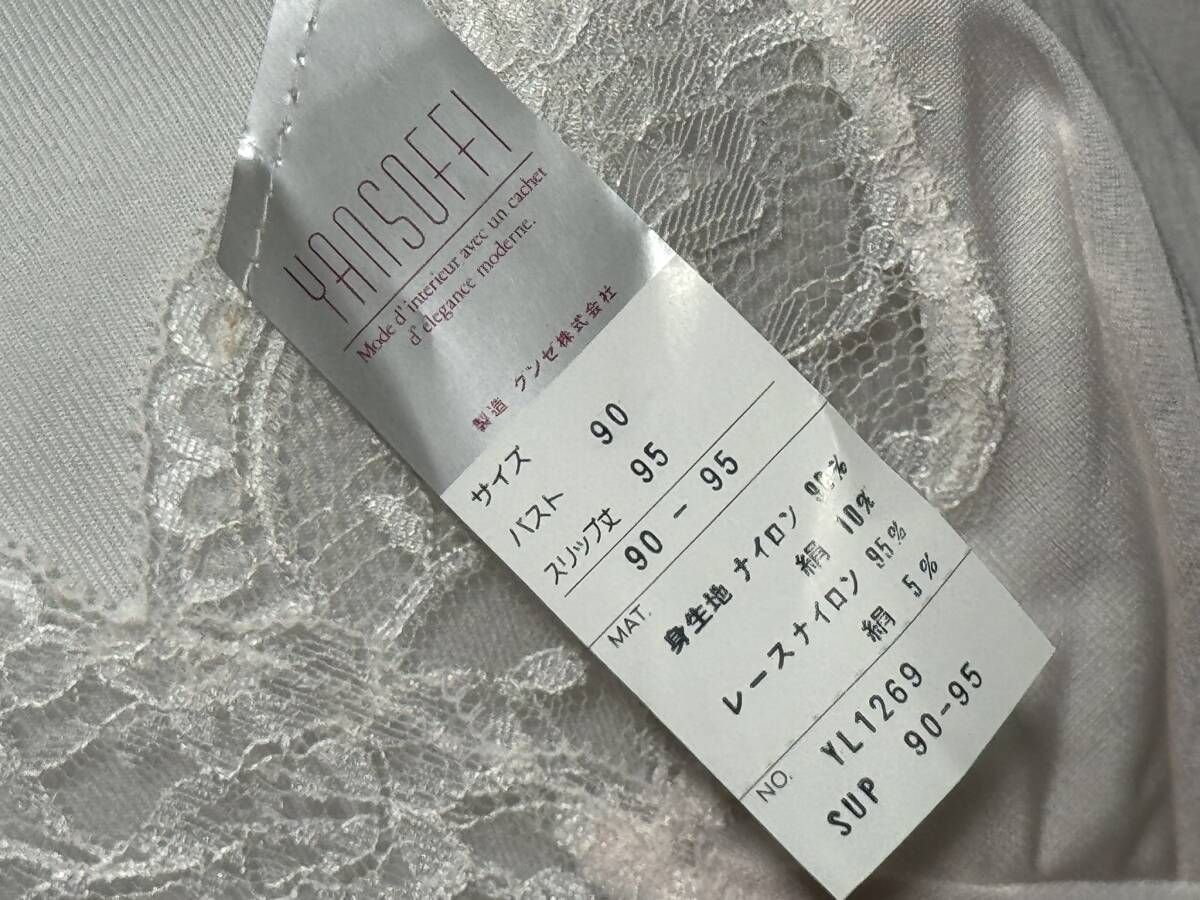 YANSOFFI
Mode d'interieur avec un cachet
d'elegance moderne.
製造 グンゼ株式会社
サイズ
バスト 90
スリップ丈 95
90 - 95
MAT.
身生地 ナイロン 90%
絹 10%
レースナイロン 95%
絹 5%
NO. YL1269
SUP 90-95